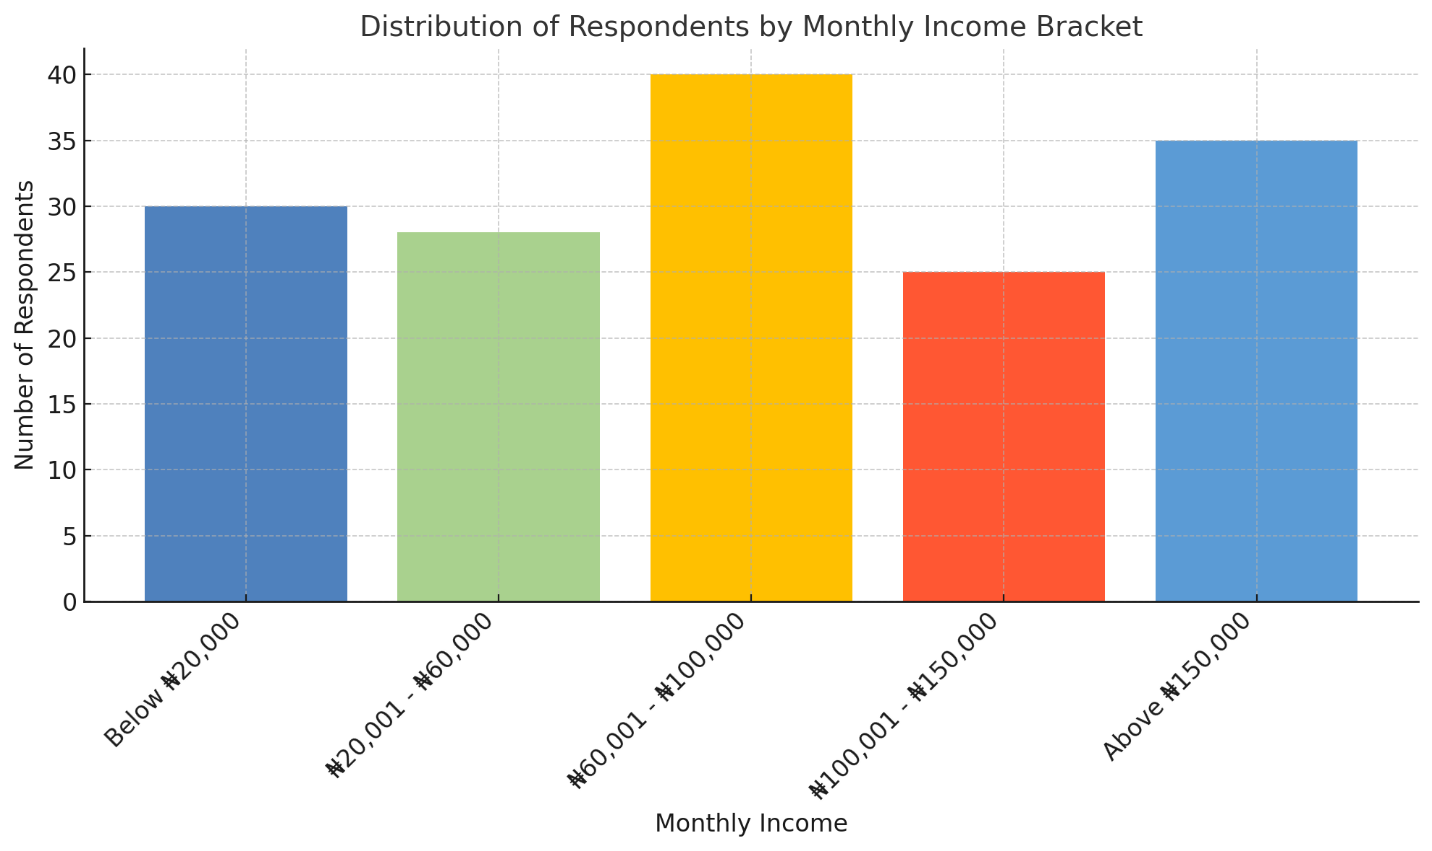 Distribution of Respondents by Monthly Income Bracket
Number of Respondents
40
35
30
25
20
15
10
5
0
Below ₦20,000
₦20,001 - ₦60,000
₦60,001 - ₦100,000
₦100,001 - ₦150,000
Above ₦150,000
Monthly Income